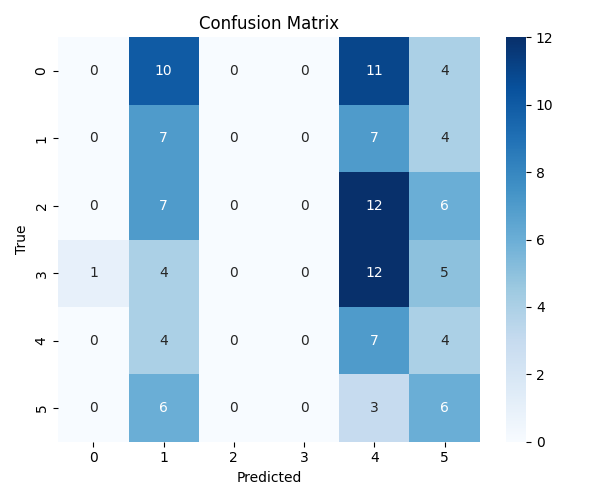 Confusion Matrix
0 0 10 0 0 11 4
1 0 7 0 0 7 4
2 0 7 0 0 12 6
3 1 4 0 0 12 5
4 0 4 0 0 7 4
5 0 6 0 0 3 6
0 1 2 3 4 5
True
Predicted
12
10
8
6
4
2
0